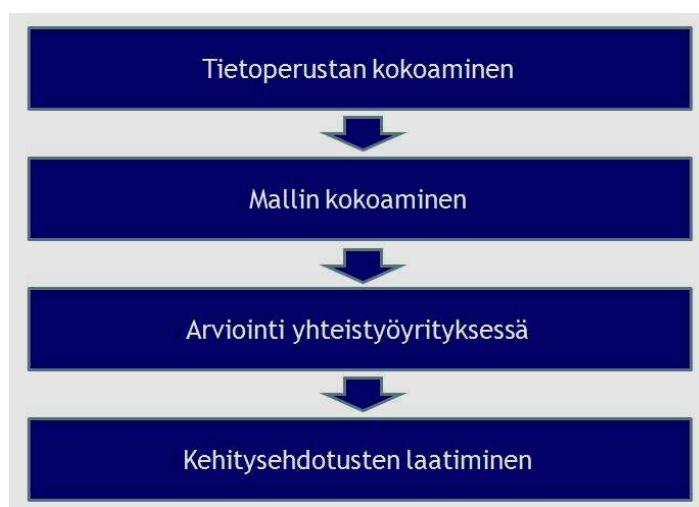 Tietoperustan kokoaminen
Mallin kokoaminen
Arviointi yhteistyöyrityksessä
Kehitysehdotusten laatiminen